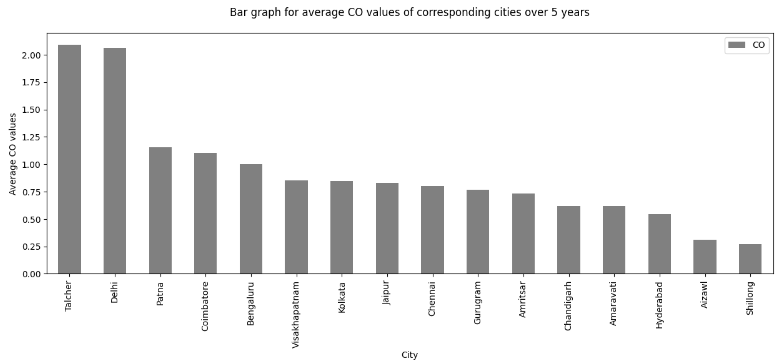 Bar graph for average CO values of corresponding cities over 5 years
CO
2.00
1.75
1.50
1.25
1.00
0.75
0.50
0.25
0.00
Average CO values
Talcher
Delhi
Patna
Coimbatore
Bengaluru
Visakhapatnam
Kolkata
Jaipur
Chennai
Gurugram
Amritsar
Chandigarh
Amaravati
Hyderabad
Aizawl
Shillong
City